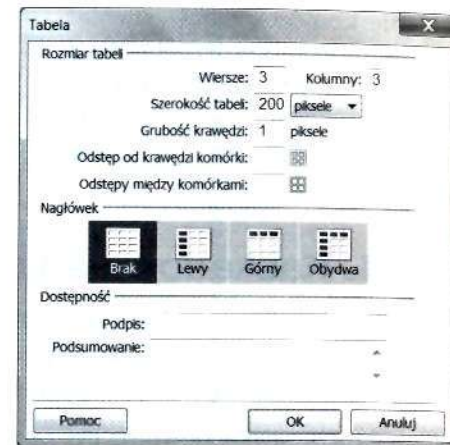 Tabela X
Rozmiar tabeli
Wiersze: 3 Kolumny: 3
Szerokość tabeli: 200 piksele
Grubość krawędzi: 1 piksele
Odstęp od krawędzi komórki:
Odstępy między komórkami:
Nagłówek
Brak Lewy Górny Obydwa
Dostępność
Podpis:
Podsumowanie:
Pomoc OK Anuluj